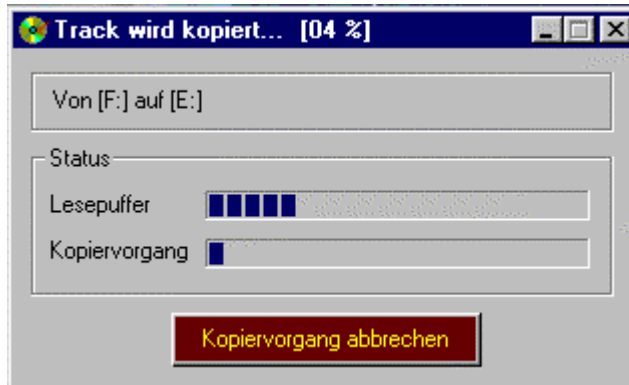 Track wird kopiert... [04 %]
Von [F:] auf [E:]
Status
Lesepuffer
Kopiervorgang
Kopiervorgang abbrechen